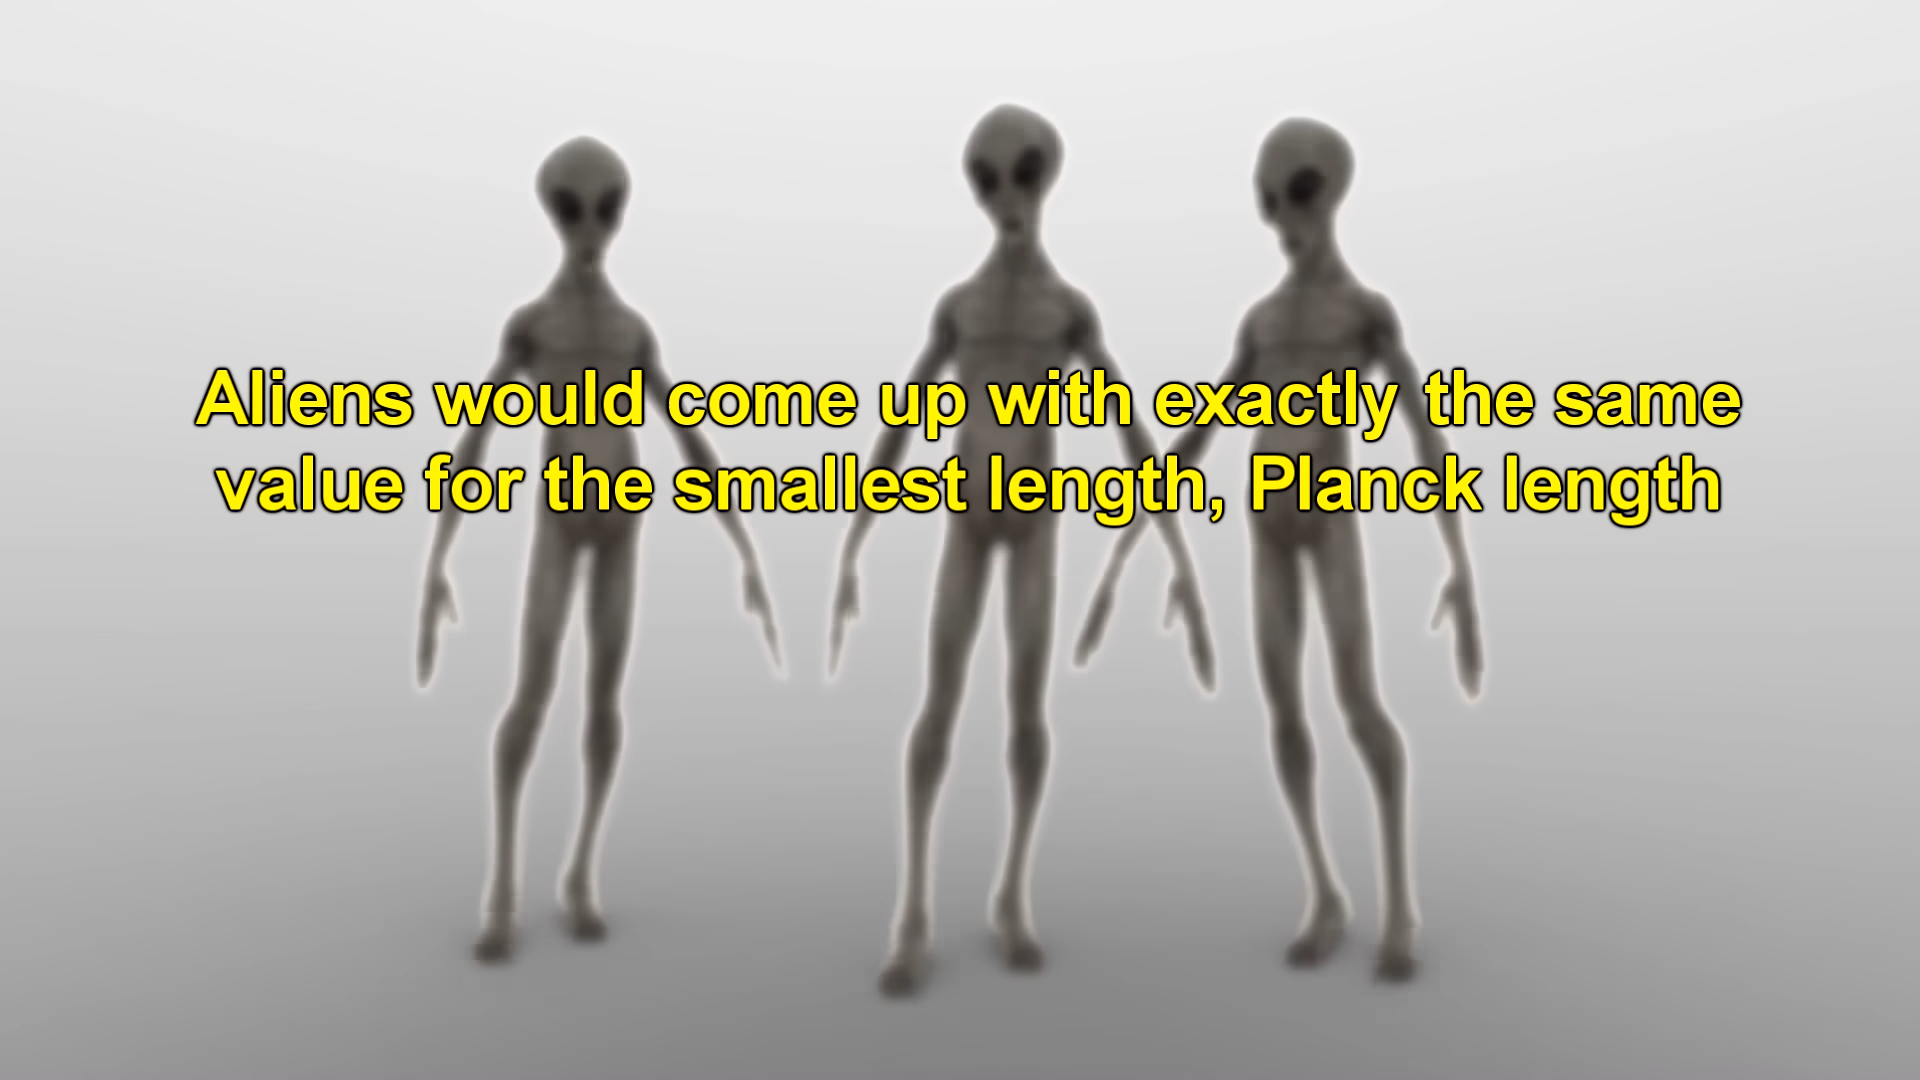 Aliens would come up with exactly the same
value for the smallest length, Planck length